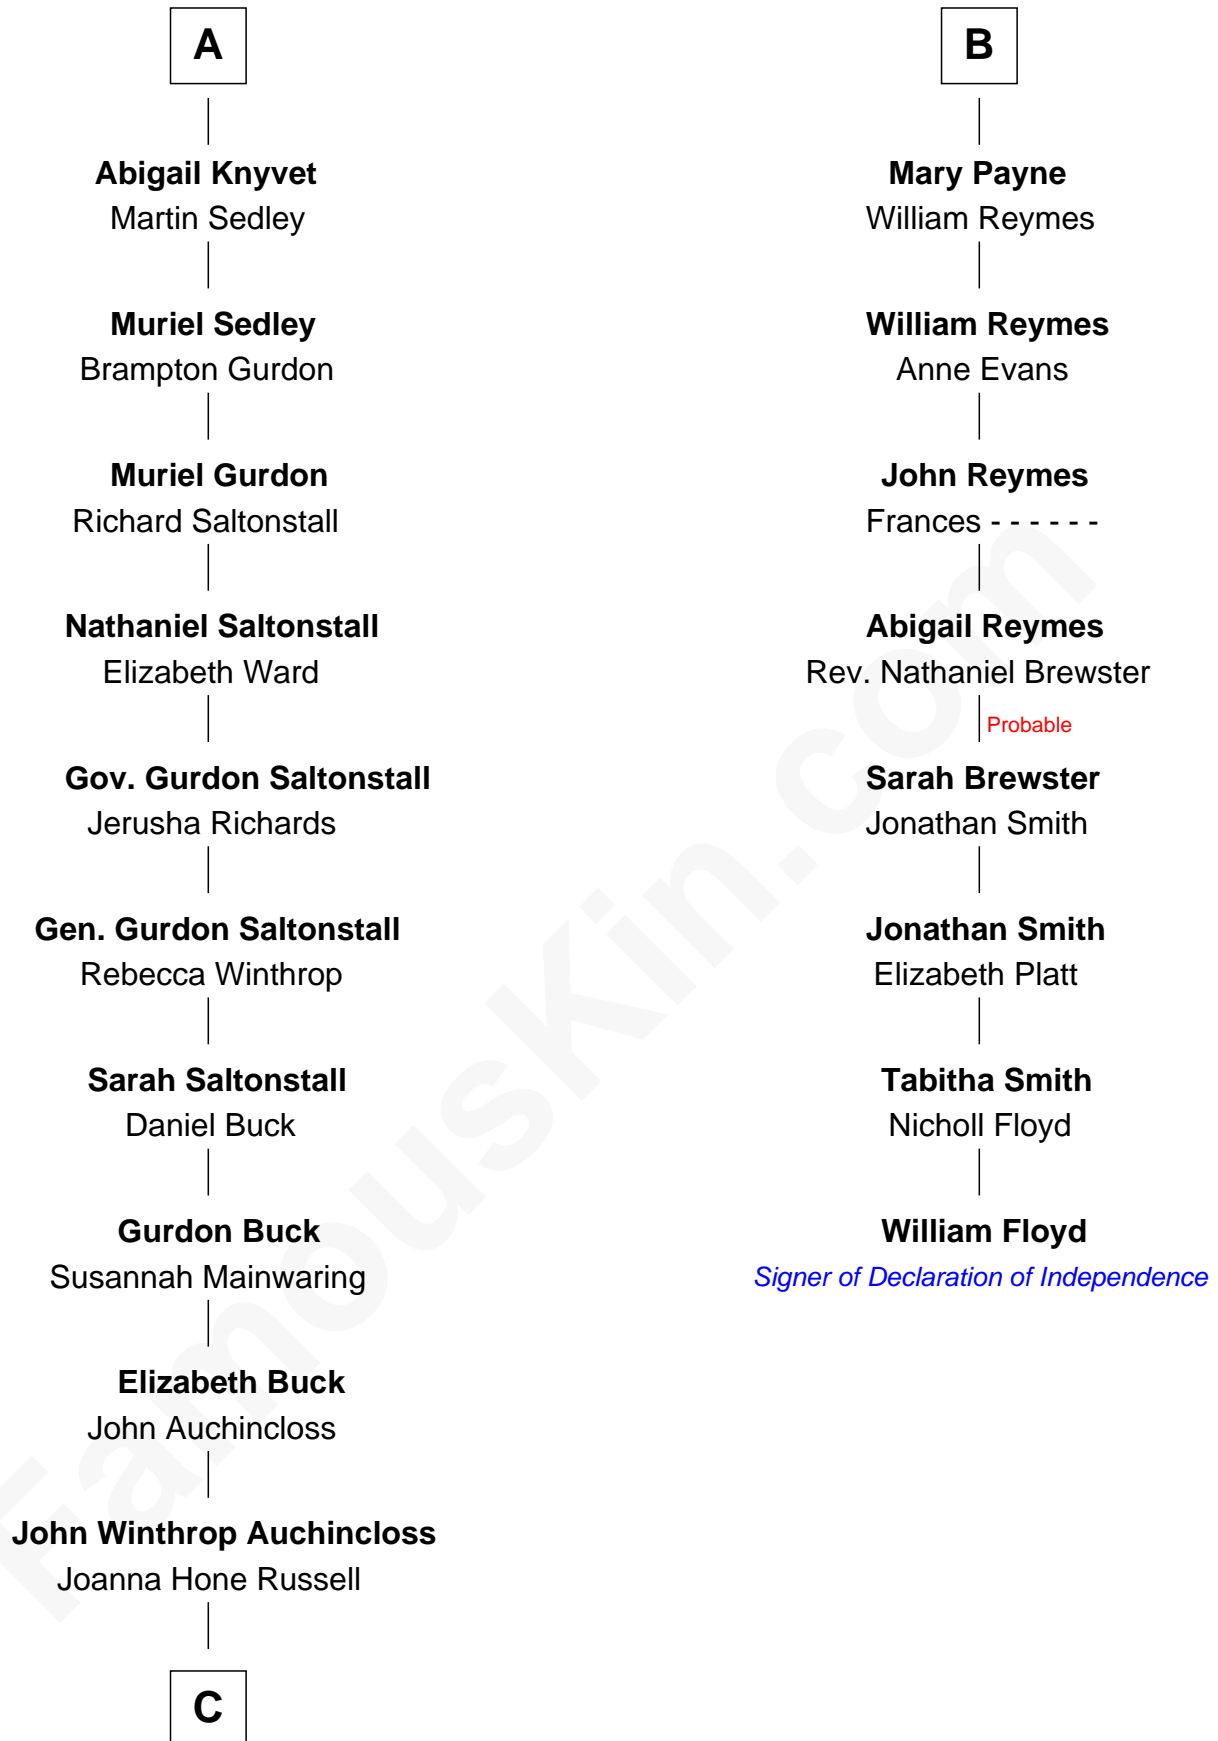 A
Abigail Knyvet
Martin Sedley
Muriel Sedley
Brampton Gurdon
Muriel Gurdon
Richard Saltonstall
Nathaniel Saltonstall
Elizabeth Ward
Gov. Gurdon Saltonstall
Jerusha Richards
Gen. Gurdon Saltonstall
Rebecca Winthrop
Sarah Saltonstall
Daniel Buck
Gurdon Buck
Susannah Mainwaring
Elizabeth Buck
John Auchincloss
John Winthrop Auchincloss
Joanna Hone Russell
C
B
Mary Payne
William Reymes
William Reymes
Anne Evans
John Reymes
Frances - - - - - -
Abigail Reymes
Rev. Nathaniel Brewster
Probable
Sarah Brewster
Jonathan Smith
Jonathan Smith
Elizabeth Platt
Tabitha Smith
Nicholl Floyd
William Floyd
Signer of Declaration of Independence
FamousKin.com